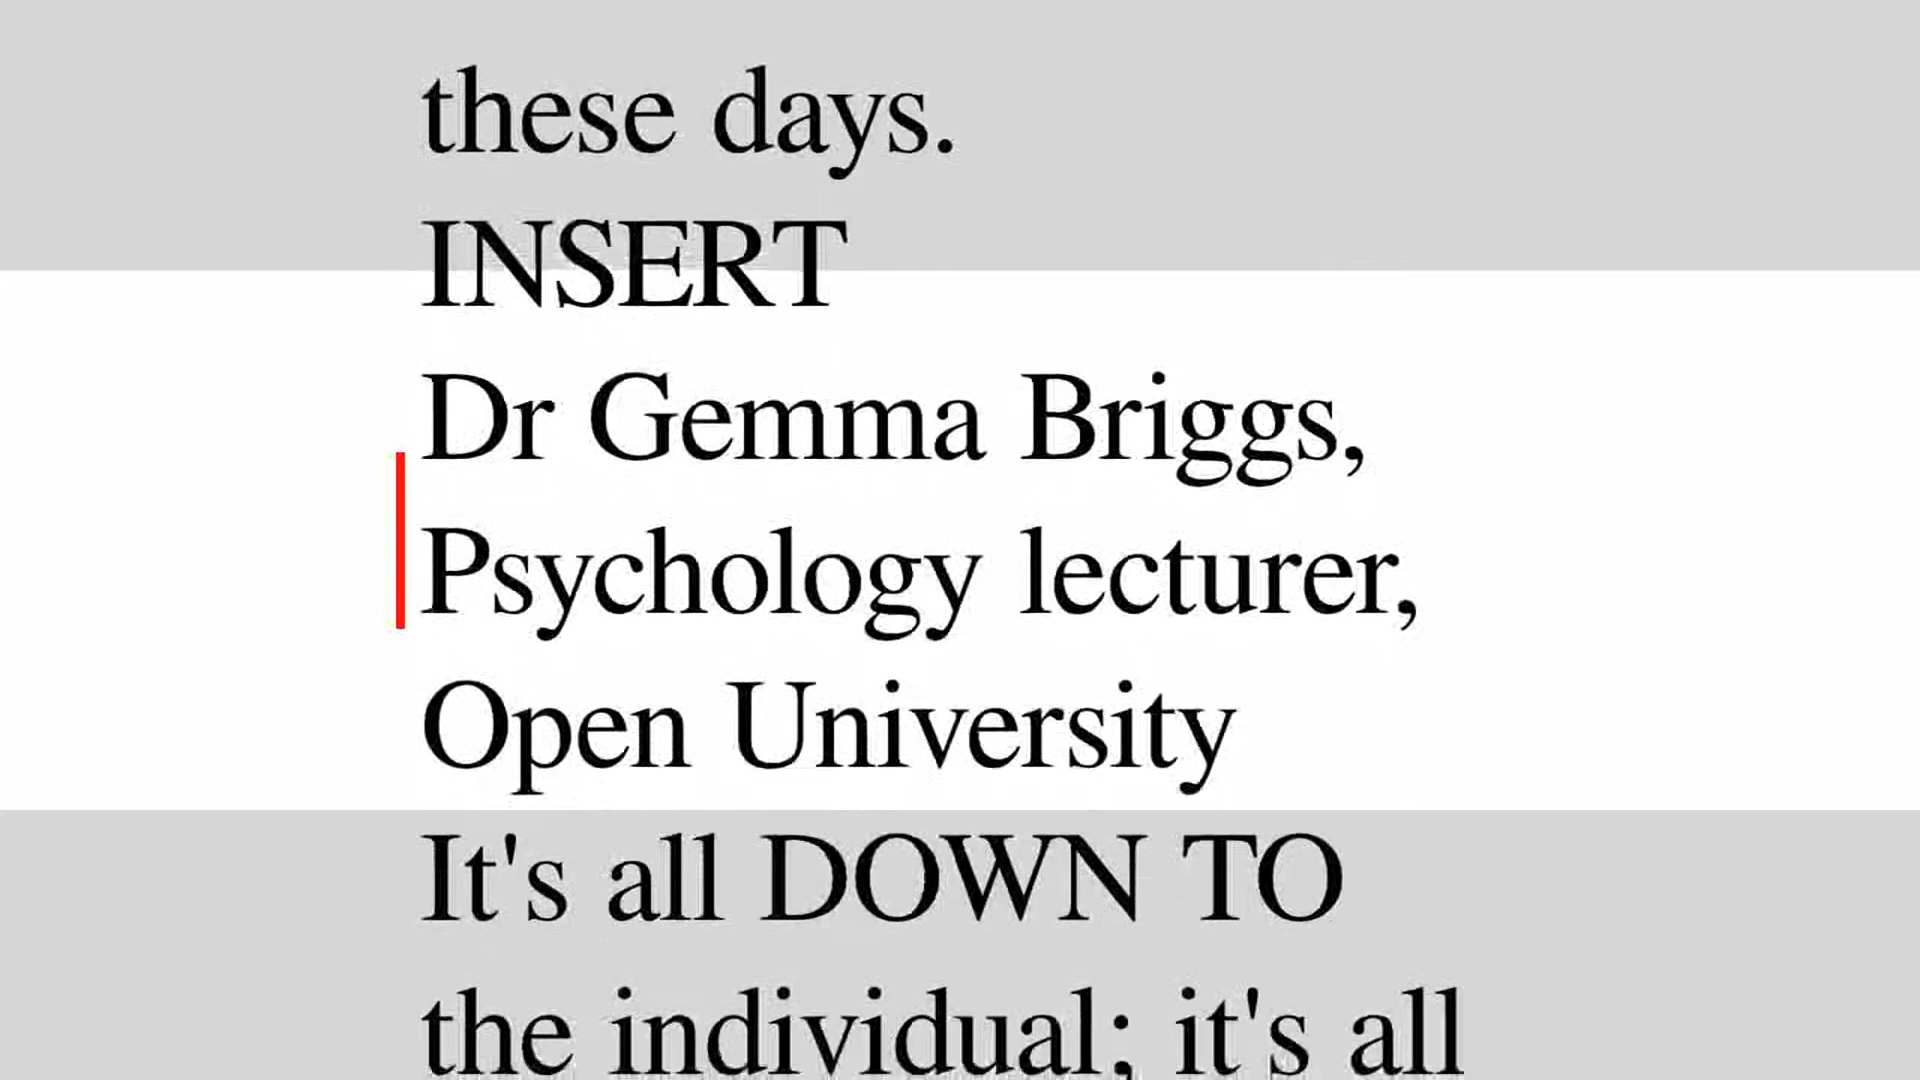 these days.
INSERT
Dr Gemma Briggs,
Psychology lecturer,
Open University
It's all DOWN TO
the individual; it's all